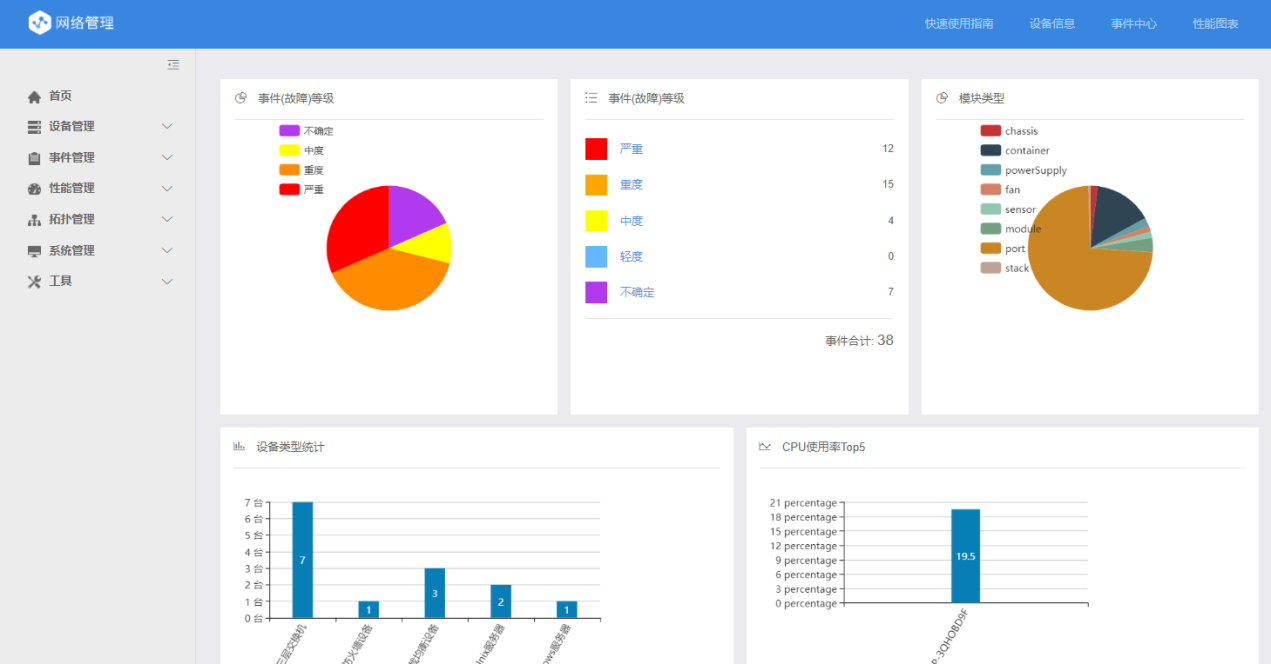 网络管理
快速使用指南
设备信息
事件中心
性能图表
首页
设备管理
事件管理
性能管理
拓扑管理
系统管理
工具
事件(故障)等级
不确定
中度
重度
严重
事件(故障)等级
严重 12
重度 15
中度 4
轻度 0
不确定 7
事件合计: 38
模块类型
chassis
container
powerSupply
fan
sensor
module
port
stack
设备类型统计
7 台
6 台
5 台
4 台
3 台
2 台
1 台
0 台
7
1
3
2
1
三层交换机
防火墙设备
均衡设备
nix服务器
ows服务器
CPU使用率Top5
21 percentage
18 percentage
15 percentage
12 percentage
9 percentage
6 percentage
3 percentage
0 percentage
19.5
P-3QHOBD9F